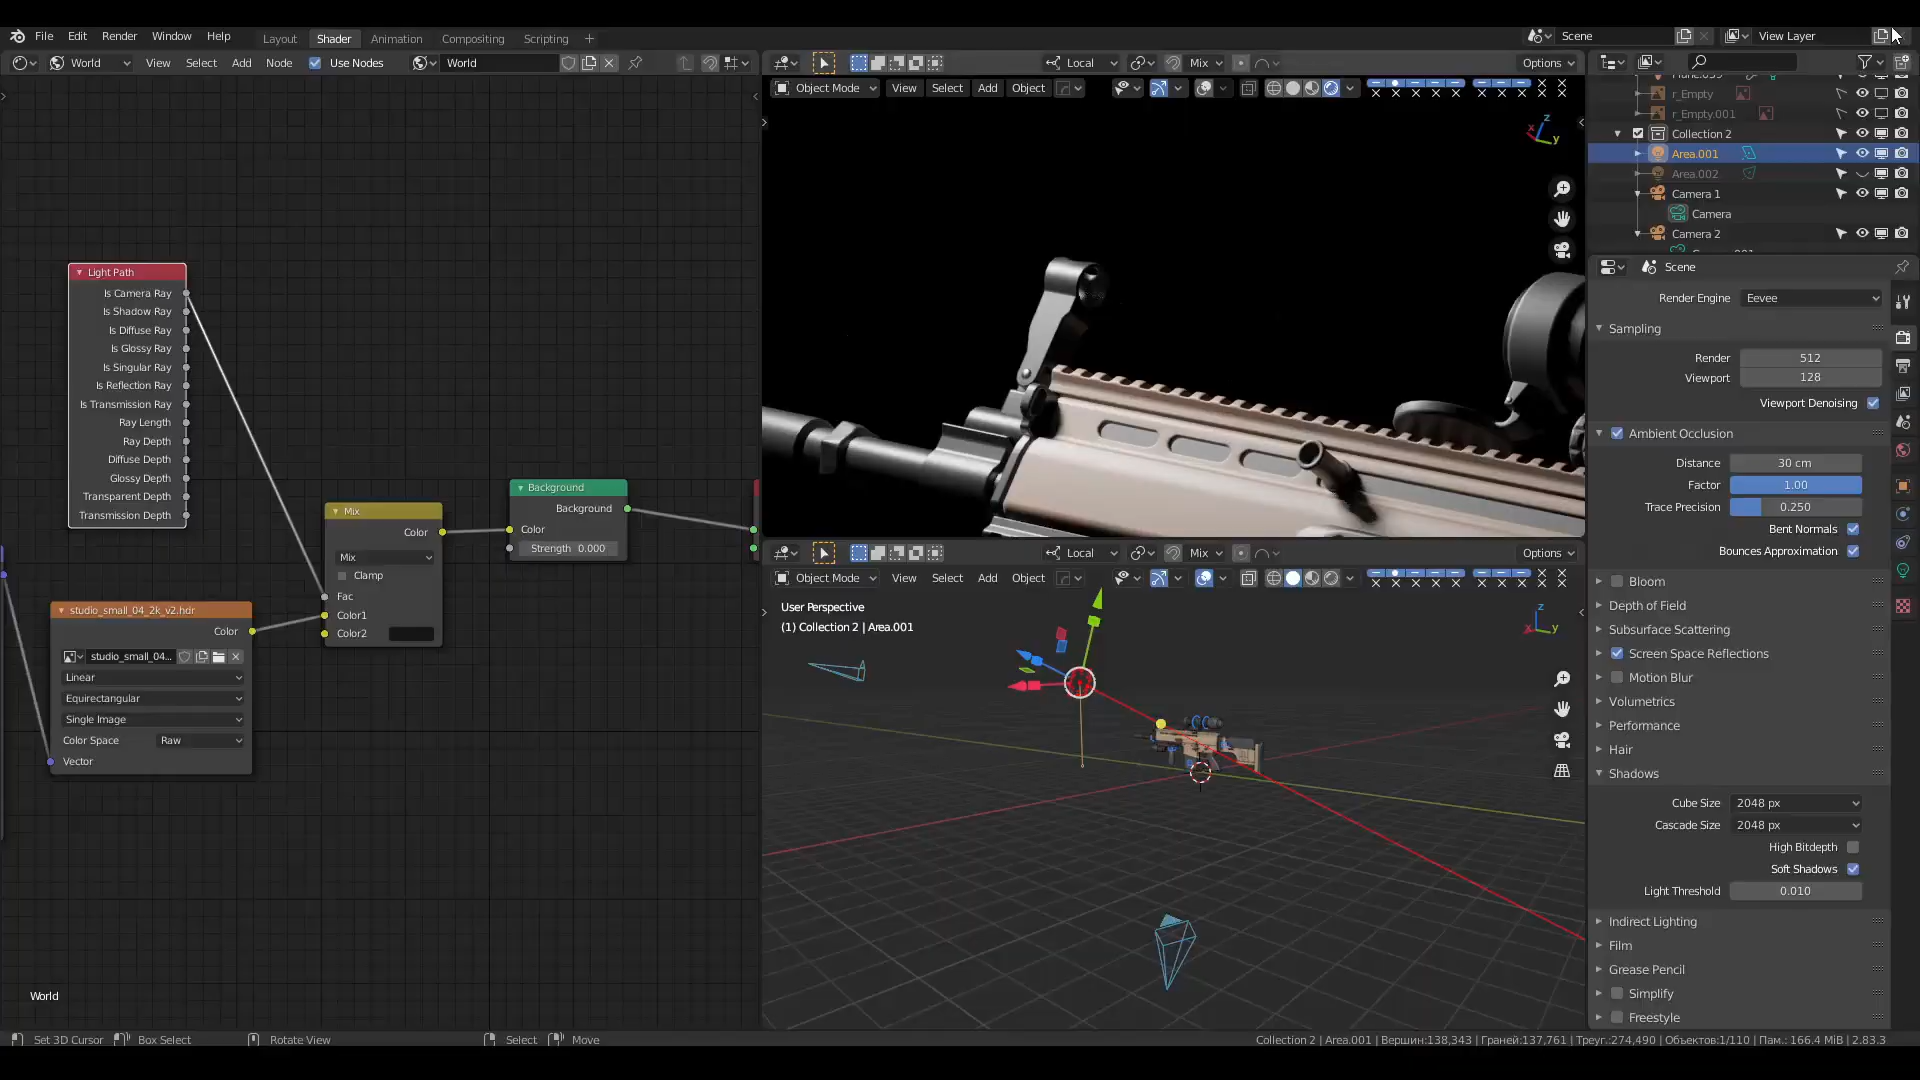 File Edit Render Window Help Layout Shader Animation Compositing Scripting + Scene View Layer
World View Select Add Node Use Nodes World
Local Mix Options
Object Mode View Select Add Object
r_Empty
r_Empty.001
Collection 2
Area.001
Area.002
Camera 1
Camera
Camera 2
Light Path
Is Camera Ray
Is Shadow Ray
Is Diffuse Ray
Is Glossy Ray
Is Singular Ray
Is Reflection Ray
Is Transmission Ray
Ray Length
Ray Depth
Diffuse Depth
Glossy Depth
Transparent Depth
Transmission Depth
Mix
Color
Mix
Clamp
Fac
Color1
Color2
Background
Background
Color
Strength 0.000
studio_small_04_2k_v2.hdr
Color
studio_small_04...
Linear
Equirectangular
Single Image
Color Space Raw
Vector
World
Z
X
Y
Local Mix Options
Object Mode View Select Add Object
User Perspective
(1) Collection 2 | Area.001
Z
X
Y
Scene
Render Engine Eevee
Sampling
Render 512
Viewport 128
Viewport Denoising
Ambient Occlusion
Distance 30 cm
Factor 1.00
Trace Precision 0.250
Bent Normals
Bounces Approximation
Bloom
Depth of Field
Subsurface Scattering
Screen Space Reflections
Motion Blur
Volumetrics
Performance
Hair
Shadows
Cube Size 2048 px
Cascade Size 2048 px
High Bitdepth
Soft Shadows
Light Threshold 0.010
Indirect Lighting
Film
Grease Pencil
Simplify
Freestyle
Set 3D Cursor Box Select Rotate View Select Move Collection 2 | Area.001 | Вершин:138,343 | Граней:137,761 | Треуг.:274,490 | Объектов:1/110 | Пам.: 166.4 MiB | 2.83.3